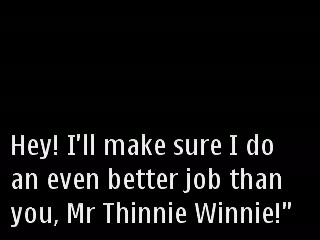 Hey! I'll make sure I do
an even better job than
you, Mr Thinnie Winnie!”